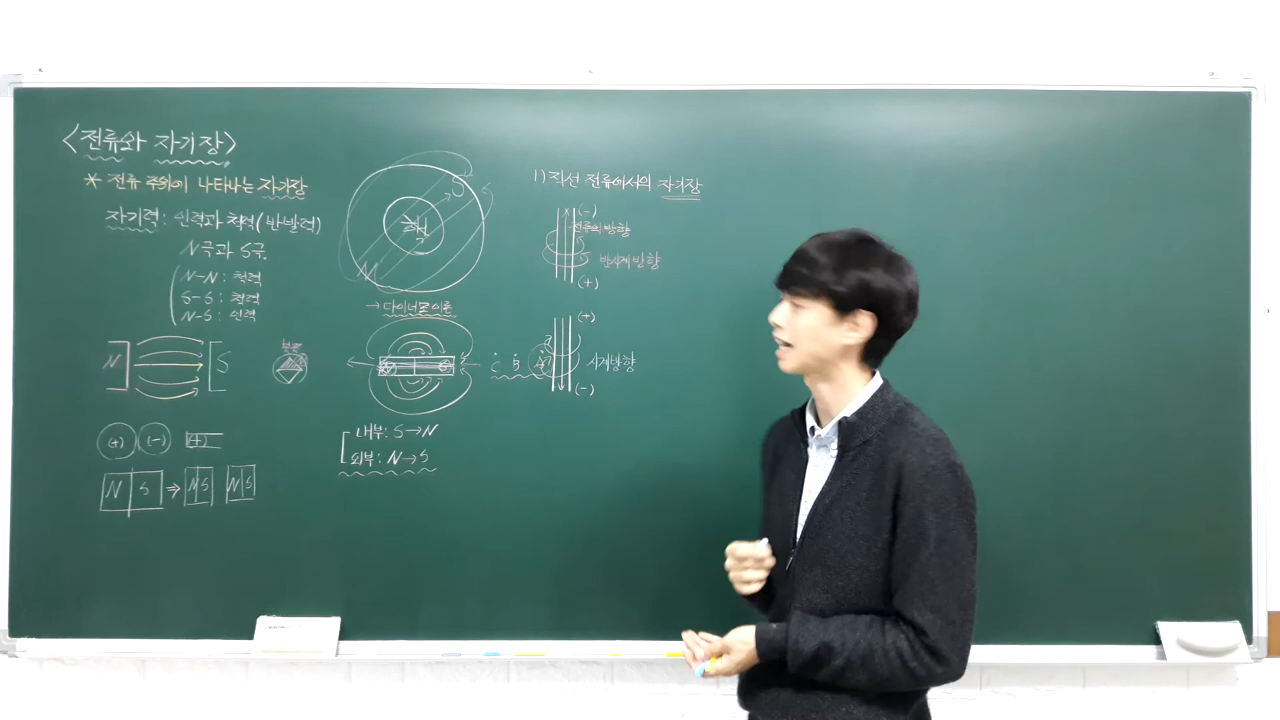 <전류와 자기장>
* 전류 주위에 나타나는 자기장
자기력: 인력과 척력(반발력)
N극과 S극.
N-N: 척력
S-S: 척력
N-S: 인력
N S
(+) (-) (+)
N S ⇒ N S N S
S
외핵
N
→ 다이너모이론
내부: S→N
외부: N→S
1) 직선 전류에서의 자기장
(-)
전류의 방향
반시계 방향
(+)
(+)
시계방향
(-)